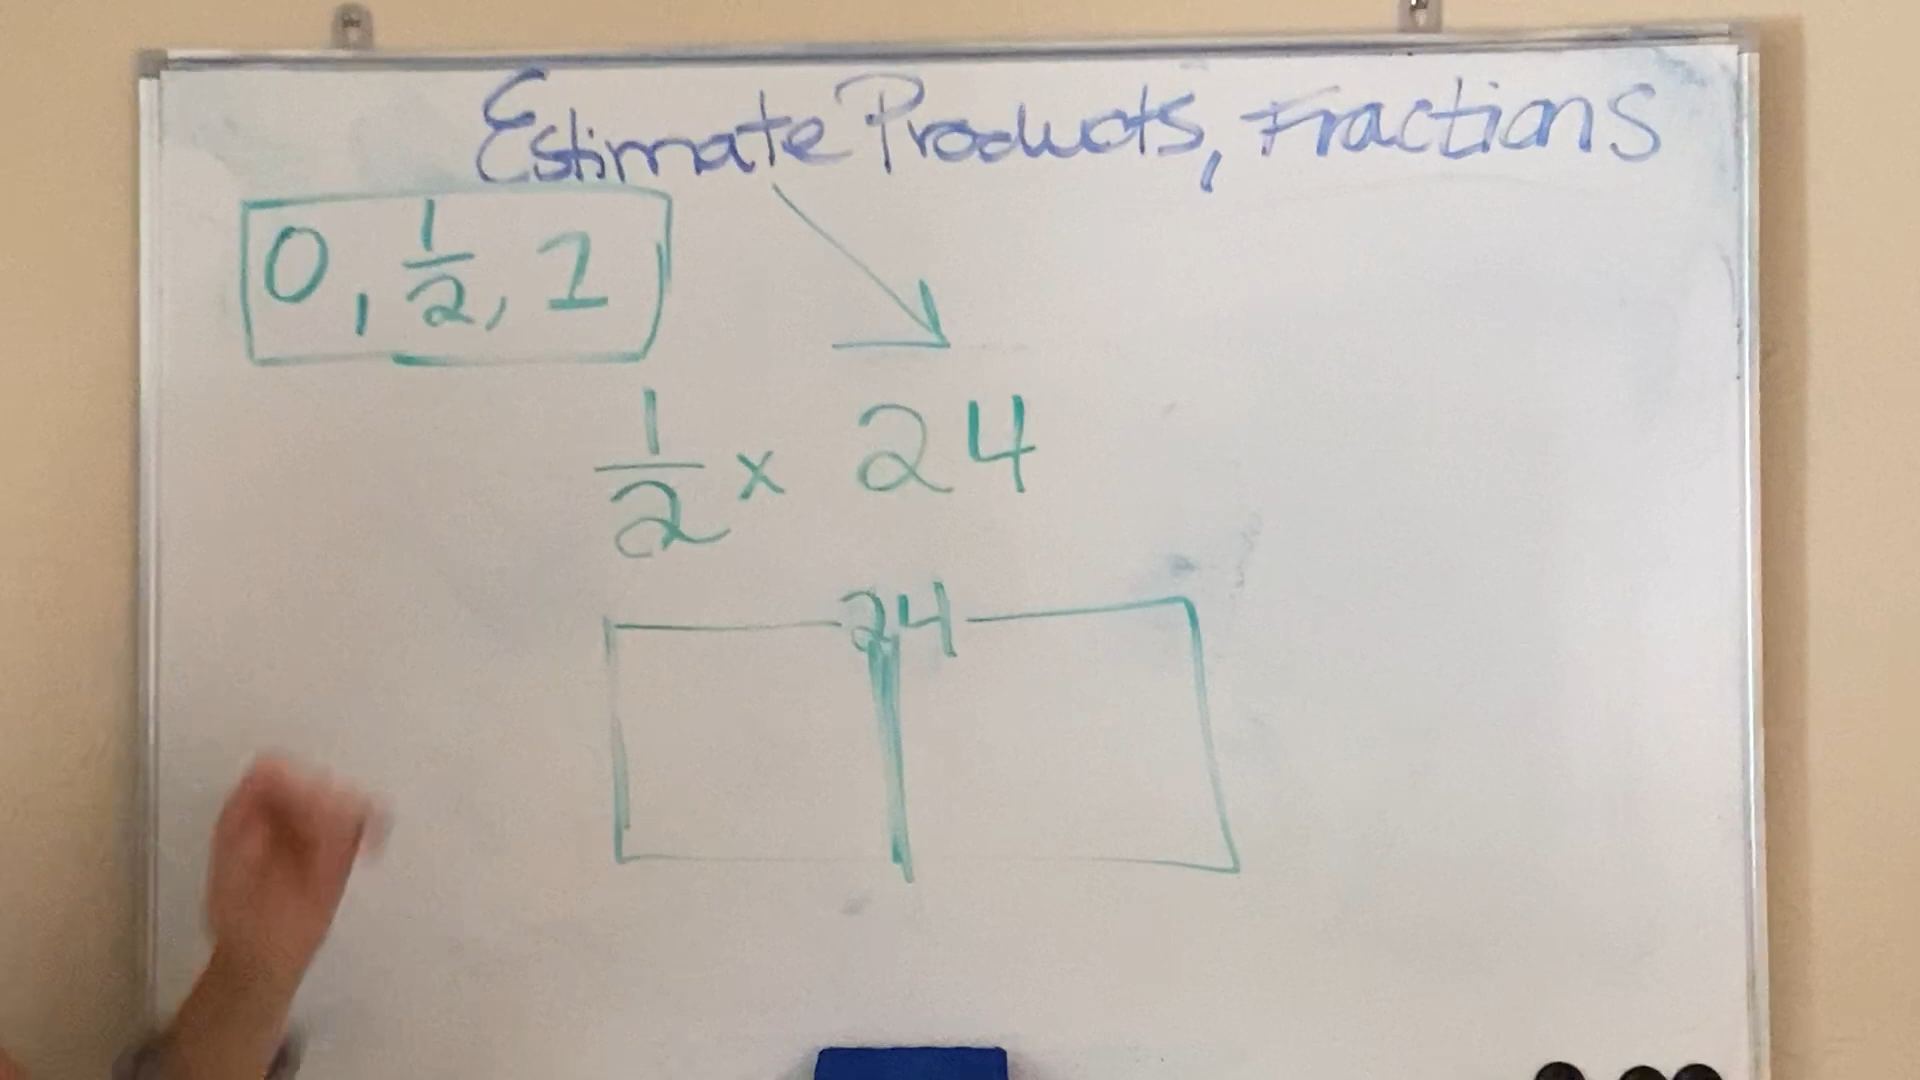 Estimate Products, Fractions
0, 1/2, 1
1/2 x 24
24